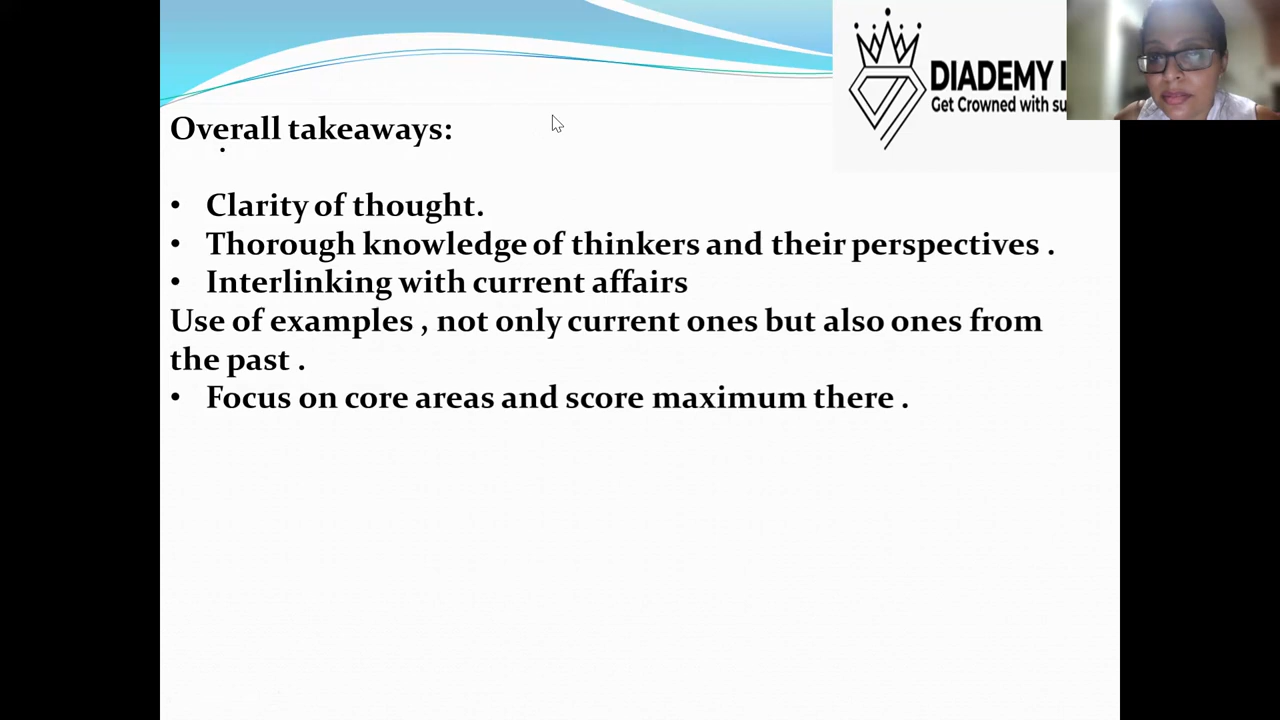 DIADEMY
Get Crowned with
Overall takeaways:
•
• Clarity of thought.
• Thorough knowledge of thinkers and their perspectives .
• Interlinking with current affairs
Use of examples , not only current ones but also ones from
the past .
• Focus on core areas and score maximum there .